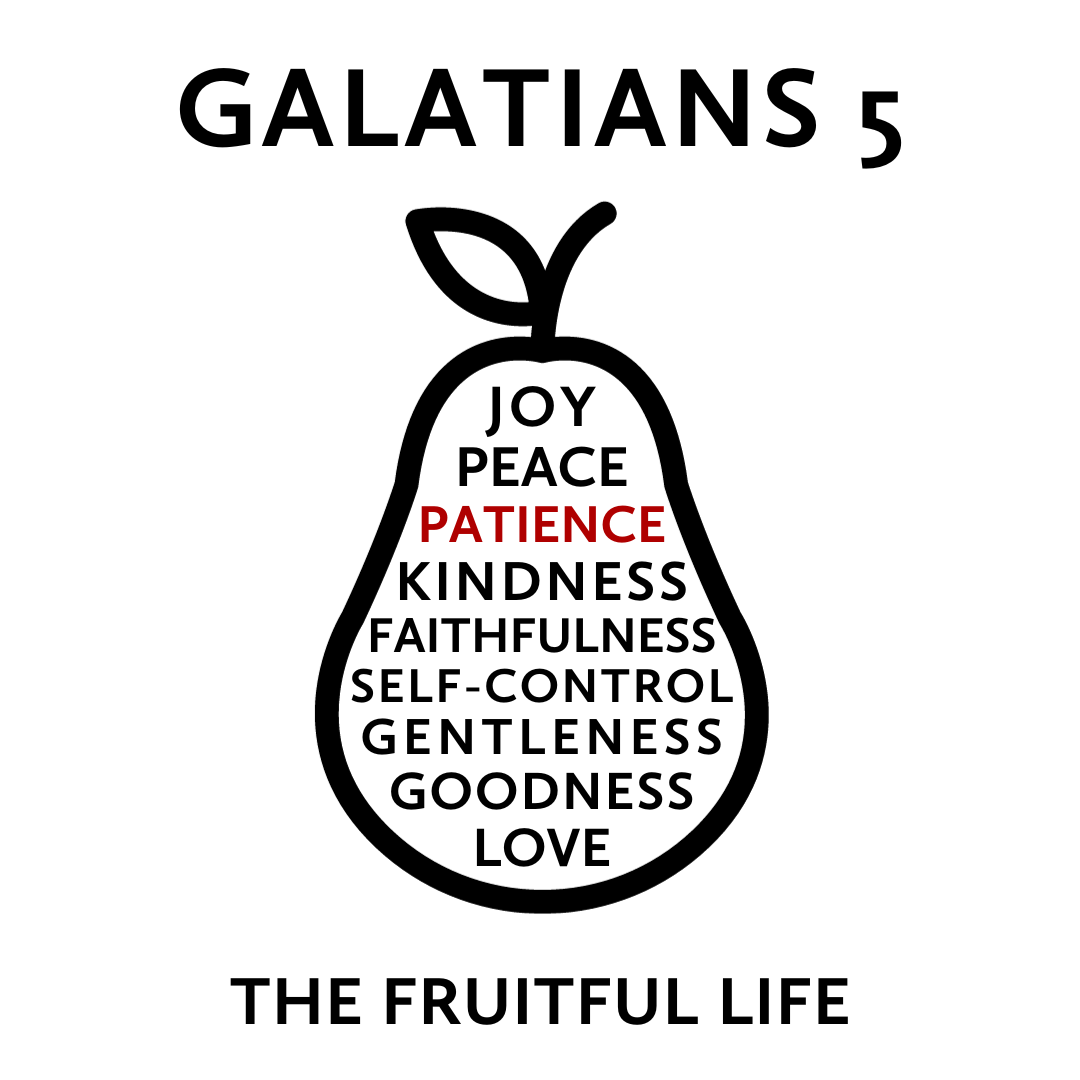 GALATIANS 5
JOY
PEACE
PATIENCE
KINDNESS
FAITHFULNESS
SELF-CONTROL
GENTLENESS
GOODNESS
LOVE
THE FRUITFUL LIFE